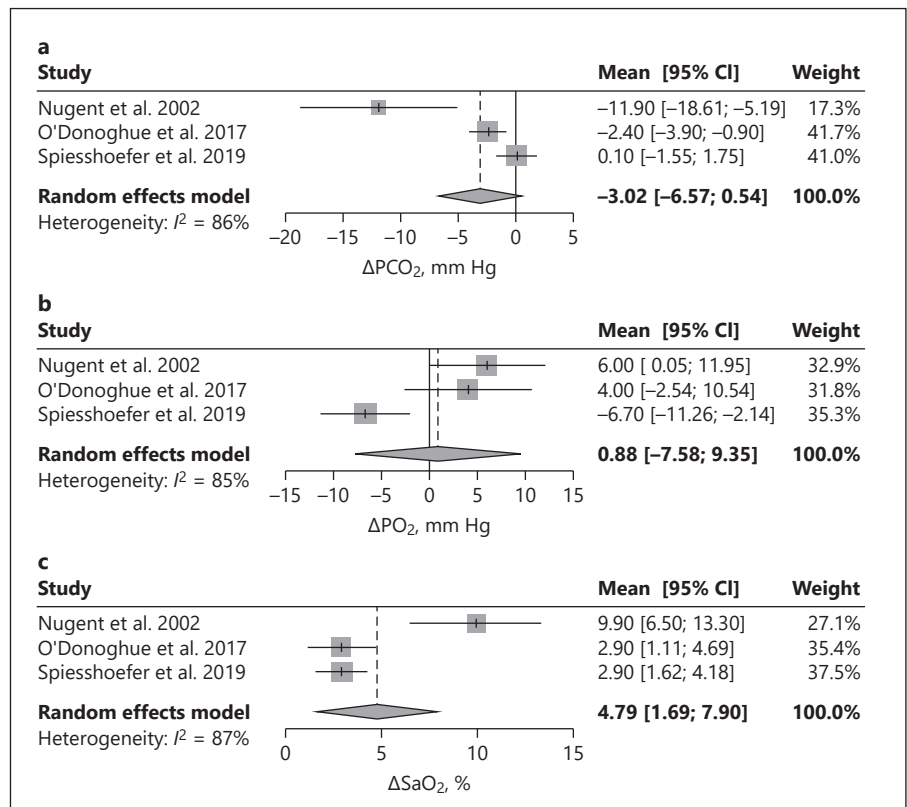 a
Study Mean [95% Cl] Weight
Nugent et al. 2002 –11.90 [–18.61; –5.19] 17.3%
O'Donoghue et al. 2017 –2.40 [–3.90; –0.90] 41.7%
Spiesshoefer et al. 2019 0.10 [–1.55; 1.75] 41.0%
Random effects model –3.02 [–6.57; 0.54] 100.0%
Heterogeneity: I² = 86%
–20 –15 –10 –5 0 5
ΔPCO₂, mm Hg
b
Study Mean [95% Cl] Weight
Nugent et al. 2002 6.00 [ 0.05; 11.95] 32.9%
O'Donoghue et al. 2017 4.00 [–2.54; 10.54] 31.8%
Spiesshoefer et al. 2019 –6.70 [–11.26; –2.14] 35.3%
Random effects model 0.88 [–7.58; 9.35] 100.0%
Heterogeneity: I² = 85%
–15 –10 –5 0 5 10 15
ΔPO₂, mm Hg
c
Study Mean [95% Cl] Weight
Nugent et al. 2002 9.90 [6.50; 13.30] 27.1%
O'Donoghue et al. 2017 2.90 [1.11; 4.69] 35.4%
Spiesshoefer et al. 2019 2.90 [1.62; 4.18] 37.5%
Random effects model 4.79 [1.69; 7.90] 100.0%
Heterogeneity: I² = 87%
0 5 10 15
ΔSaO₂, %